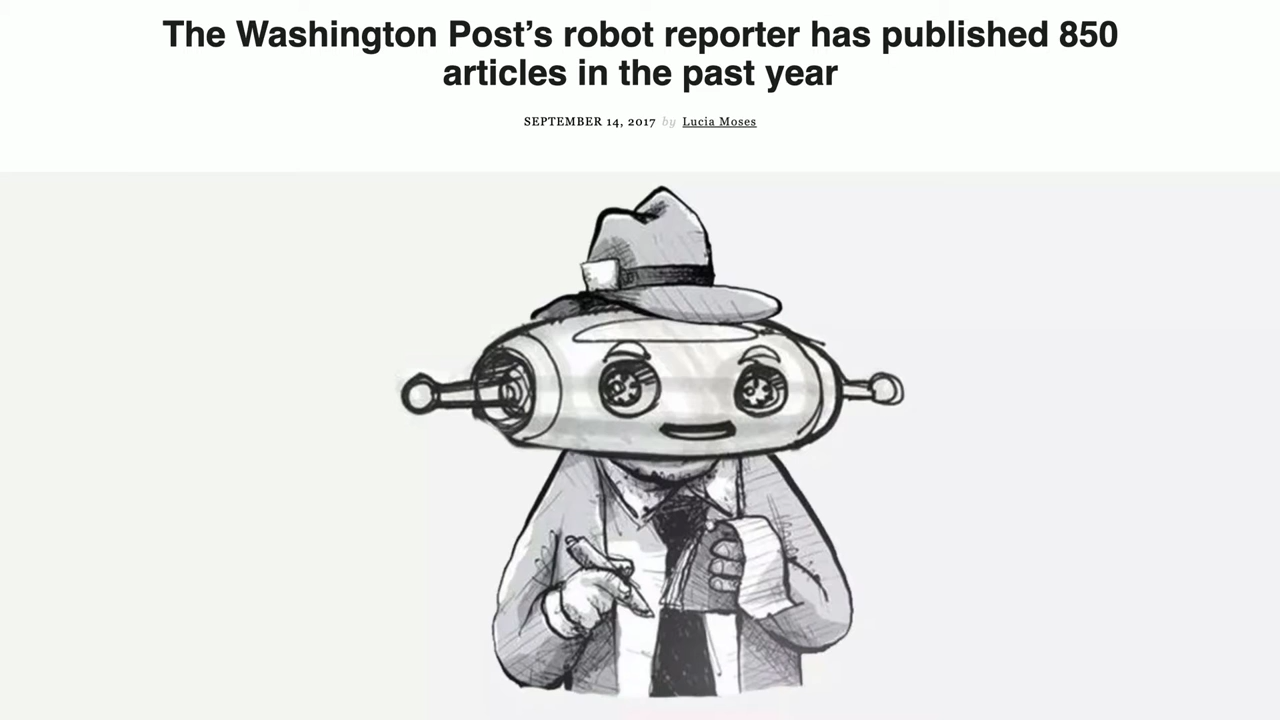 The Washington Post’s robot reporter has published 850
articles in the past year
SEPTEMBER 14, 2017 by Lucia Moses